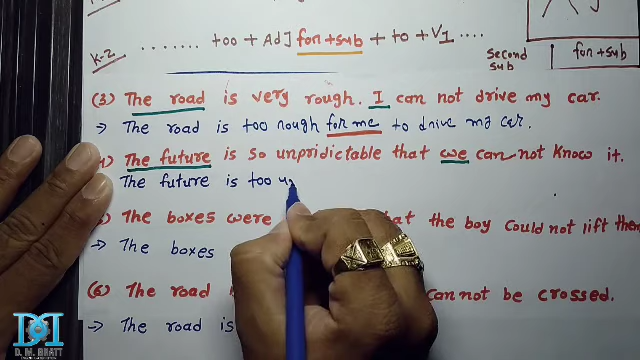 K-2 ....... too + Adj for+sub + to + V1 ....
Second sub for+sub
(3) The road is very rough. I can not drive my car.
→ The road is too rough for me to drive my car.
The future is so unpridictable that we can not know it.
The future is too u
The boxes were that the boy could not lift them
→ The boxes
(6) The road cannot be crossed.
→ The road is
D. M. BHATT